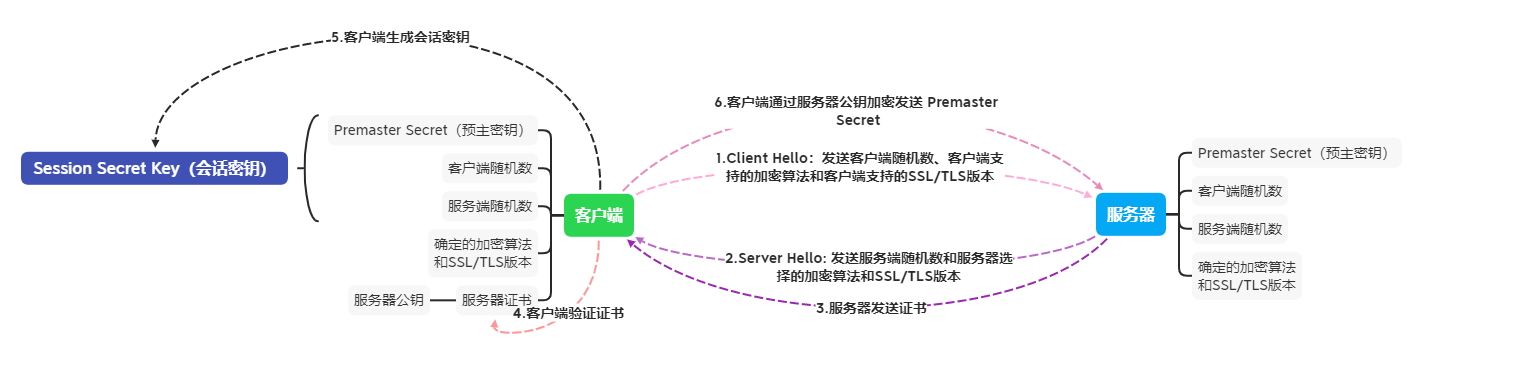 5.客户端生成会话密钥
6.客户端通过服务器公钥加密发送 Premaster
Secret
Premaster Secret（预主密钥）
Session Secret Key（会话密钥）
客户端随机数
服务端随机数
客户端
确定的加密算法
和SSL/TLS版本
服务器公钥
服务器证书
4.客户端验证证书
1.Client Hello：发送客户端随机数、客户端支
持的加密算法和客户端支持的SSL/TLS版本
2.Server Hello: 发送服务端随机数和服务器选
择的加密算法和SSL/TLS版本
3.服务器发送证书
服务器
Premaster Secret（预主密钥）
客户端随机数
服务端随机数
确定的加密算法
和SSL/TLS版本